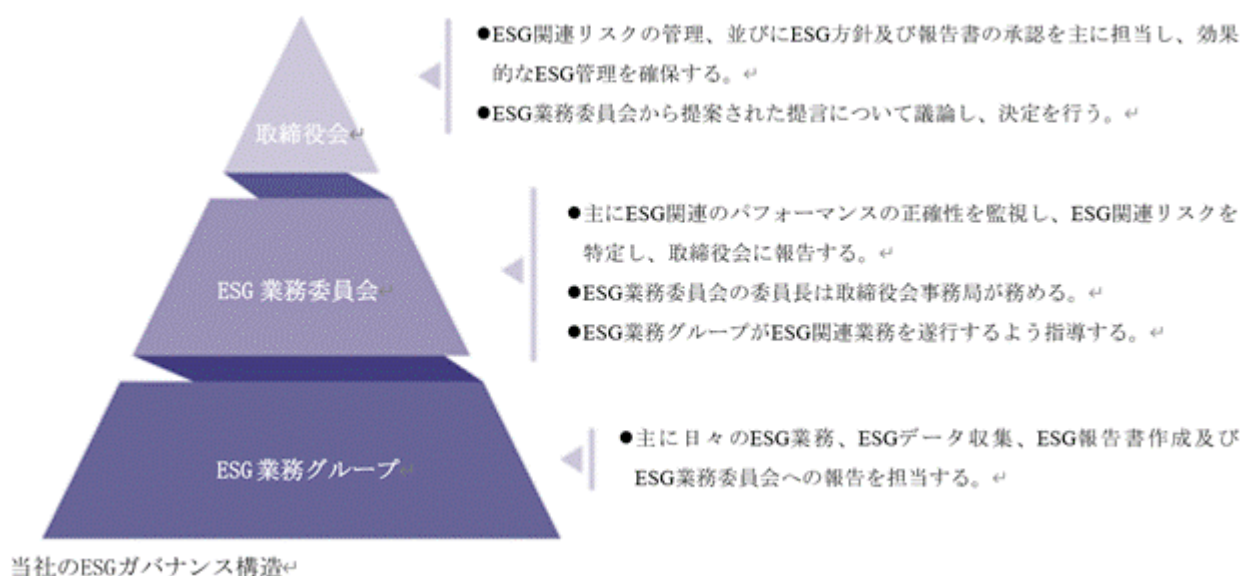 ●ESG関連リスクの管理、並びにESG方針及び報告書の承認を主に担当し、効果
的なESG管理を確保する。↵
●ESG業務委員会から提案された提言について議論し、決定を行う。↵
取締役会↵
●主にESG関連のパフォーマンスの正確性を監視し、ESG関連リスクを
特定し、取締役会に報告する。↵
●ESG業務委員会の委員長は取締役会事務局が務める。↵
●ESG業務グループがESG関連業務を遂行するよう指導する。↵
ESG 業務委員会↵
●主に日々のESG業務、ESGデータ収集、ESG報告書作成及び
ESG業務委員会への報告を担当する。↵
ESG 業務グループ↵
当社のESGガバナンス構造↵